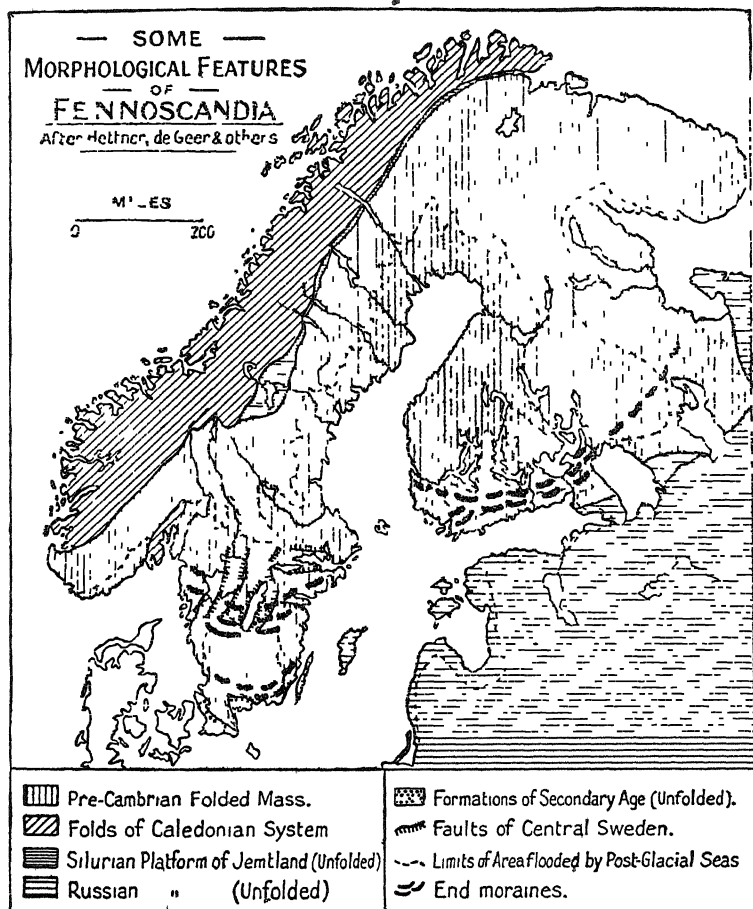 — SOME —
MORPHOLOGICAL FEATURES
— OF —
FENNOSCANDIA
After Hettner, de Geer & others
MILES
0 200
Pre-Cambrian Folded Mass.
Folds of Caledonian System
Silurian Platform of Jemtland (Unfolded)
Russian " (Unfolded)
Formations of Secondary Age (Unfolded).
Faults of Central Sweden.
Limits of Area flooded by Post-Glacial Seas
End moraines.